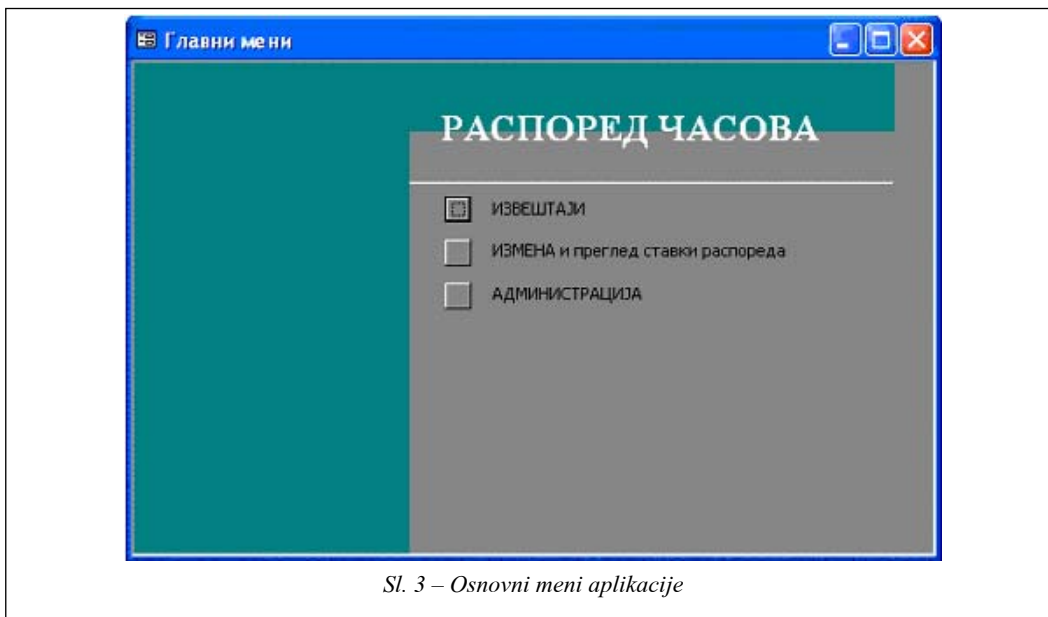 Главни мени
РАСПОРЕД ЧАСОВА
ИЗВЕШТАЈИ
ИЗМЕНА и преглед ставки распореда
АДМИНИСТРАЦИЈА
Sl. 3 – Osnovni meni aplikacije